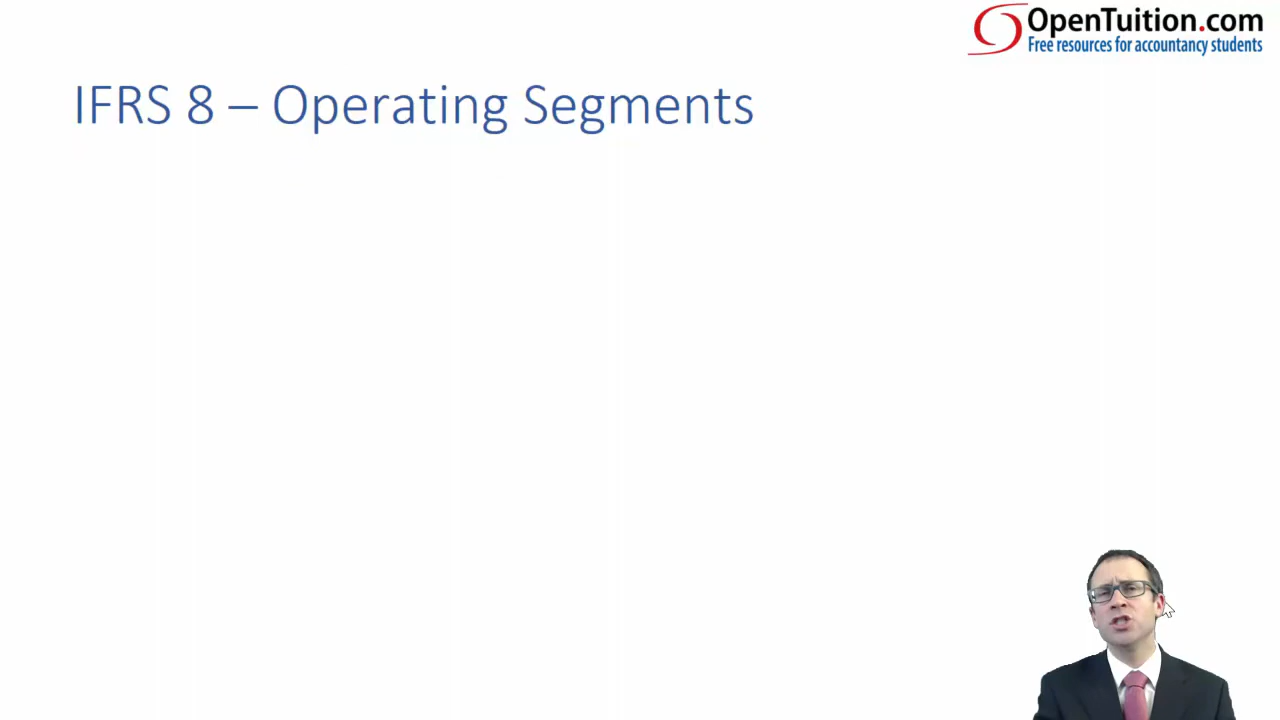 OpenTuition.com
Free resources for accountancy students
IFRS 8 – Operating Segments